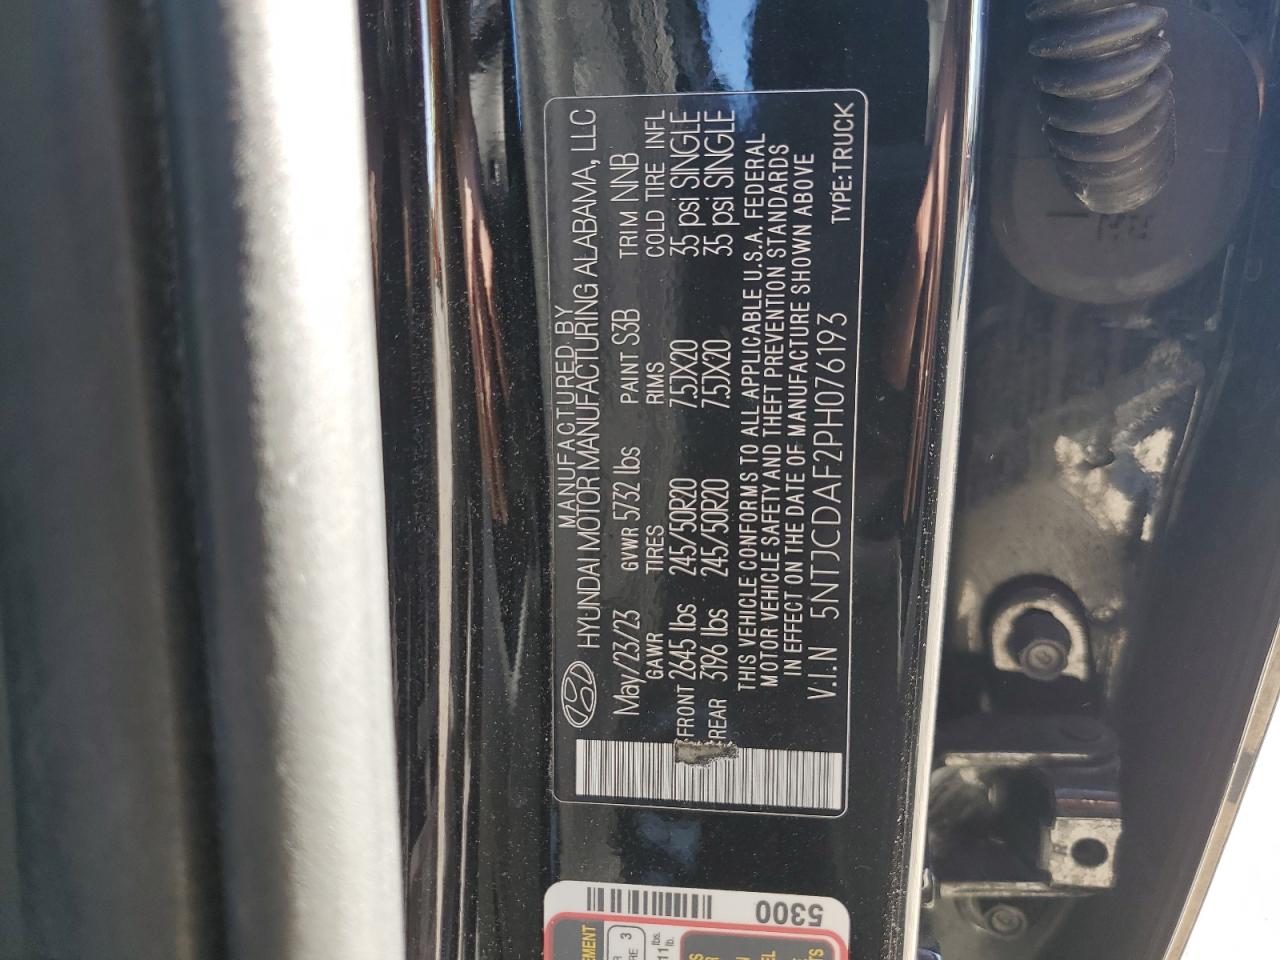 MANUFACTURED BY
HYUNDAI MOTOR MANUFACTURING ALABAMA, LLC
May/23/23 GVWR 5732 lbs PAINT S3B TRIM NNB
GAWR TIRES RIMS COLD TIRE INFL
FRONT 2645 lbs 245/50R20 7.5JX20 35 psi SINGLE
REAR 3196 lbs 245/50R20 7.5JX20 35 psi SINGLE
THIS VEHICLE CONFORMS TO ALL APPLICABLE U.S.A. FEDERAL
MOTOR VEHICLE SAFETY AND THEFT PREVENTION STANDARDS
IN EFFECT ON THE DATE OF MANUFACTURE SHOWN ABOVE
V.I.N 5NTJCDAF2PH076193 TYPE:TRUCK
5300